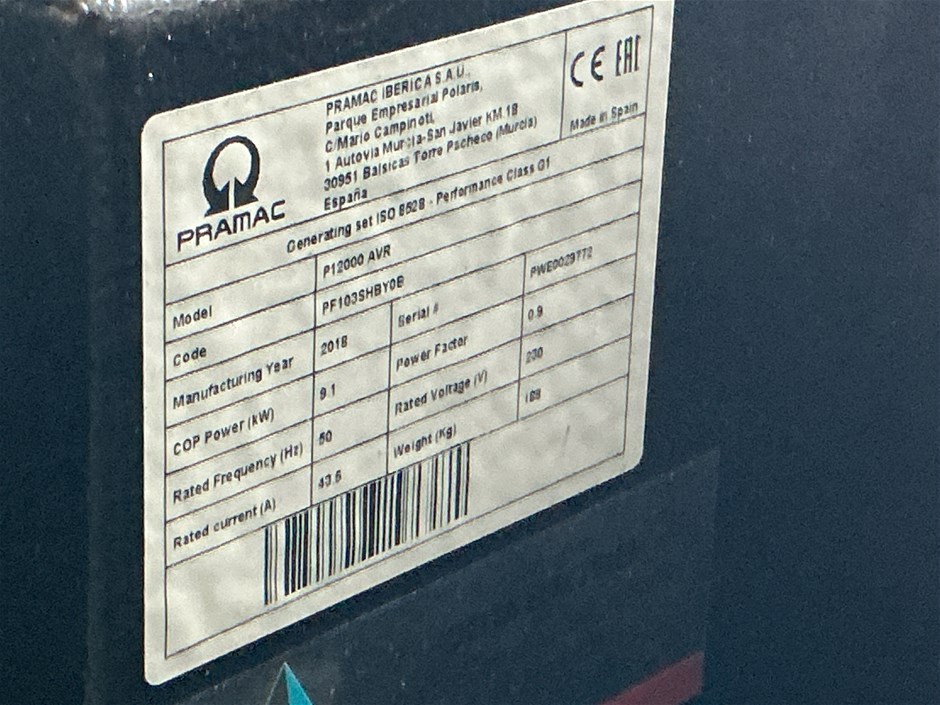 PRAMAC
PRAMAC IBERICA S.A.U.,
Parque Empresarial Polaris,
C/Mario Campinoti,
1 Autovia Murcia-San Javier KM 18
30951 Balsicas Torre Pacheco (Murcia)
España
CE EAC
Made in Spain
Generating set ISO 8528 - Performance Class G1
Model P12000 AVR
Code PF103SHBY0B
Manufacturing Year 2018 Serial #
COP Power (kW) 9.1 Power Factor 0.9
Rated Frequency (Hz) 50 Rated Voltage (V) 230
Rated current (A) 43.5 Weight (Kg)